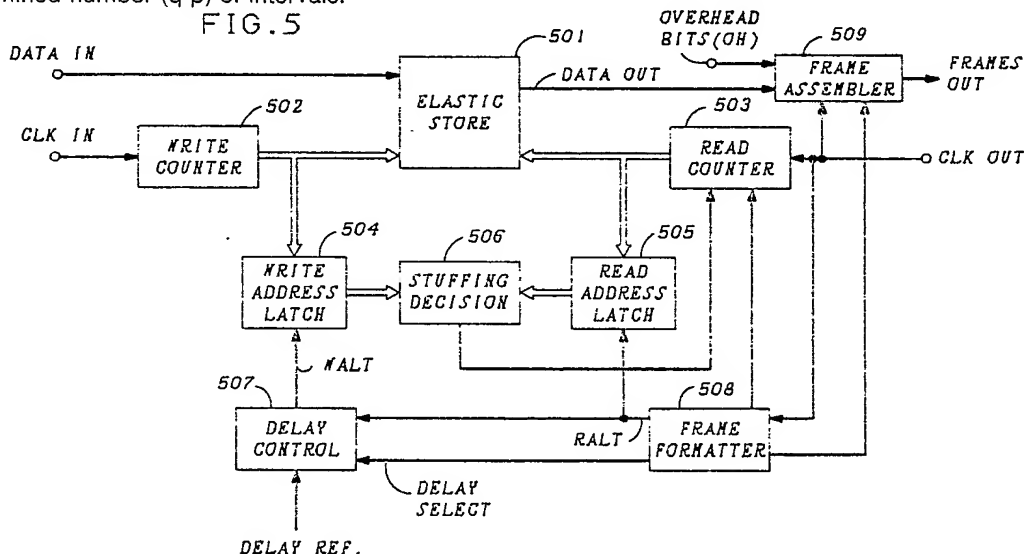 mined number (q-p) of intervals.
FIG.5
DATA IN
CLK IN
502
WRITE
COUNTER
501
ELASTIC
STORE
DATA OUT
OVERHEAD
BITS(OH)
509
FRAME
ASSEMBLER
FRAMES
OUT
503
READ
COUNTER
CLK OUT
504
WRITE
ADDRESS
LATCH
506
STUFFING
DECISION
505
READ
ADDRESS
LATCH
WALT
507
DELAY
CONTROL
RALT
508
FRAME
FORMATTER
DELAY
SELECT
DELAY REF.